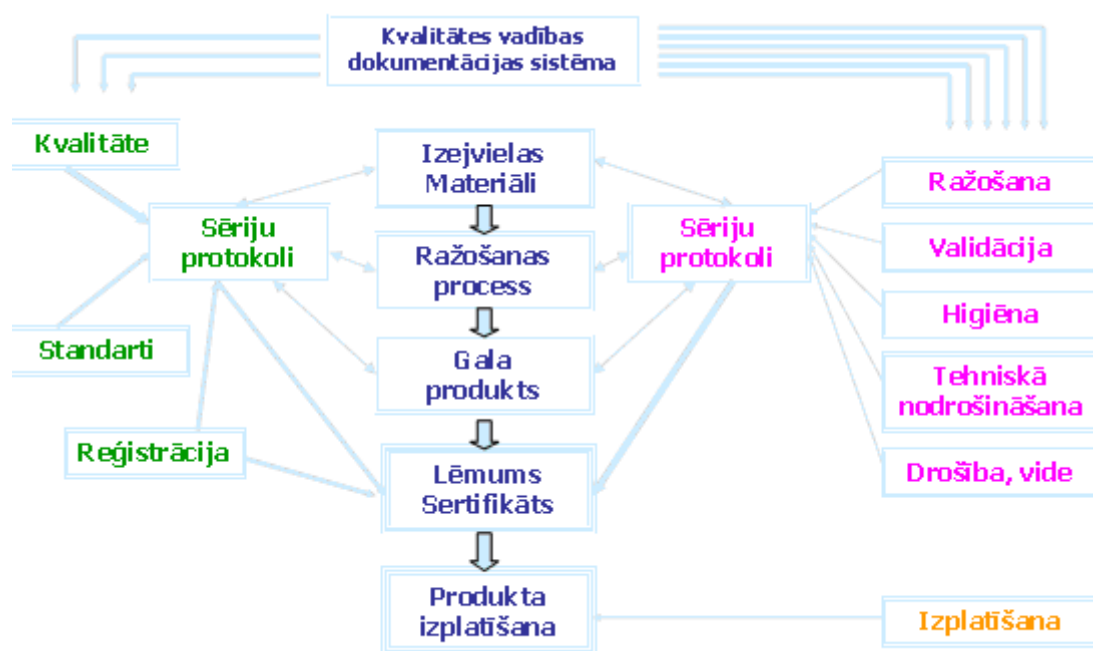 Kvalitātes vadības
dokumentācijas sistēma
Kvalitāte
Izejvielas
Materiāli
Ražošana
Sēriju
protokoli
Ražošanas
process
Sēriju
protokoli
Validācija
Higiēna
Standarti
Gala
produkts
Tehniskā
nodrošināšana
Reģistrācija
Lēmums
Sertifikāts
Drošība, vide
Produkta
izplatīšana
Izplatīšana